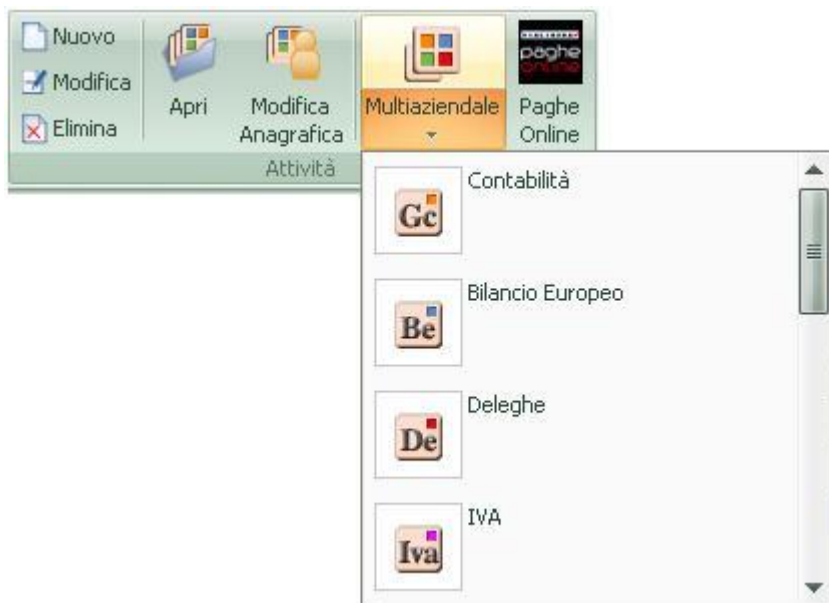 Nuovo
Modifica
Elimina
Apri
Modifica
Anagrafica
Multiaziendale
paghe
online
Paghe
Online
Attività
Gc
Contabilità
Be
Bilancio Europeo
De
Deleghe
Iva
IVA